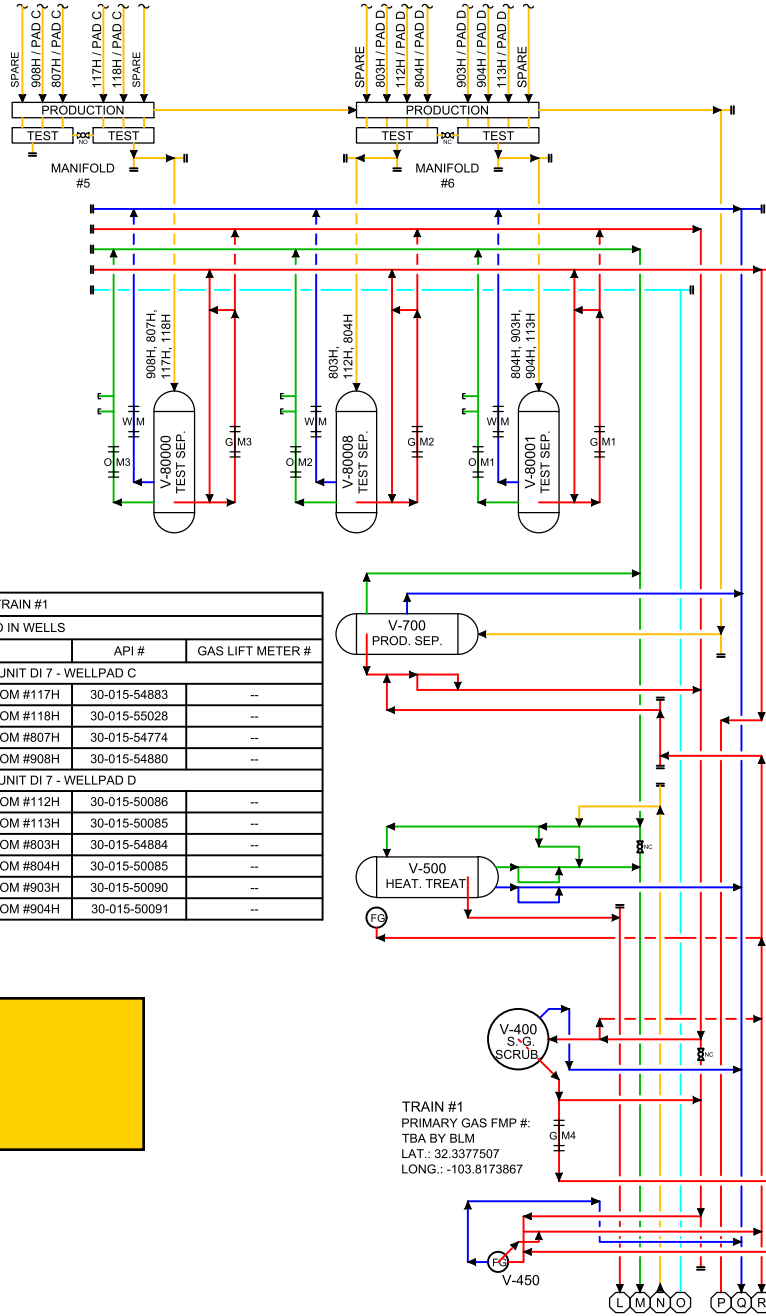 SPARE
908H / PAD C
807H / PAD C
117H / PAD C
118H / PAD C
SPARE
SPARE
803H / PAD D
112H / PAD D
804H / PAD D
903H / PAD D
904H / PAD D
113H / PAD D
SPARE
PRODUCTION
PRODUCTION
TEST
NO
TEST
TEST
NC
TEST
MANIFOLD
#5
MANIFOLD
#6
908H, 807H,
117H, 118H
803H,
112H, 804H
804H, 903H,
904H, 113H
W M
G M3
O M3
V-80000
TEST SEP.
W M
G M2
O M2
V-80008
TEST SEP.
W M
G M1
O M1
V-80001
TEST SEP.
TRAIN #1
IN WELLS
API # GAS LIFT METER #
UNIT DI 7 - WELLPAD C
OM #117H 30-015-54883 --
OM #118H 30-015-55028 --
OM #807H 30-015-54774 --
OM #908H 30-015-54880 --
UNIT DI 7 - WELLPAD D
OM #112H 30-015-50086 --
OM #113H 30-015-50085 --
OM #803H 30-015-54884 --
OM #804H 30-015-50085 --
OM #903H 30-015-50090 --
OM #904H 30-015-50091 --
V-700
PROD. SEP.
NC
V-500
HEAT. TREAT
FG
V-400
S. G.
SCRUB
NC
TRAIN #1
PRIMARY GAS FMP #:
TBA BY BLM
LAT.: 32.3377507
LONG.: -103.8173867
G M4
FG
V-450
L M N O P Q R